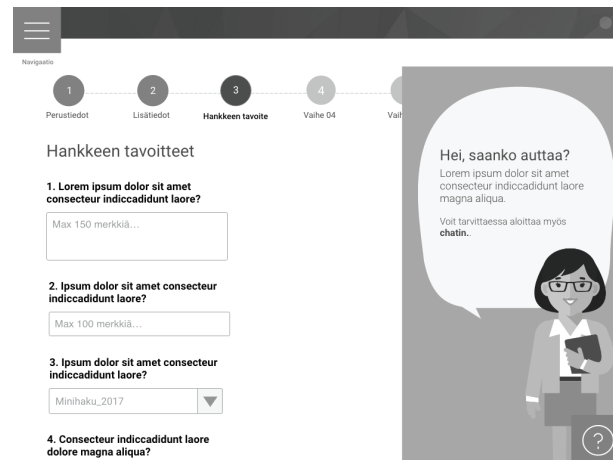 Navigaatio
1
2
3
4
Perustiedot
Lisätiedot
Hankkeen tavoite
Vaihe 04
Hankkeen tavoitteet
1. Lorem ipsum dolor sit amet
consecteur indiccadidunt laore?
Max 150 merkkiä…
2. Ipsum dolor sit amet consecteur
indiccadidunt laore?
Max 100 merkkiä…
3. Ipsum dolor sit amet consecteur
indiccadidunt laore?
Minihaku_2017
4. Consecteur indiccadidunt laore
dolore magna aliqua?
Hei, saanko auttaa?
Lorem ipsum dolor sit amet
consecteur indiccadidunt laore
magna aliqua.
Voit tarvittaessa aloittaa myös
chatin..
?